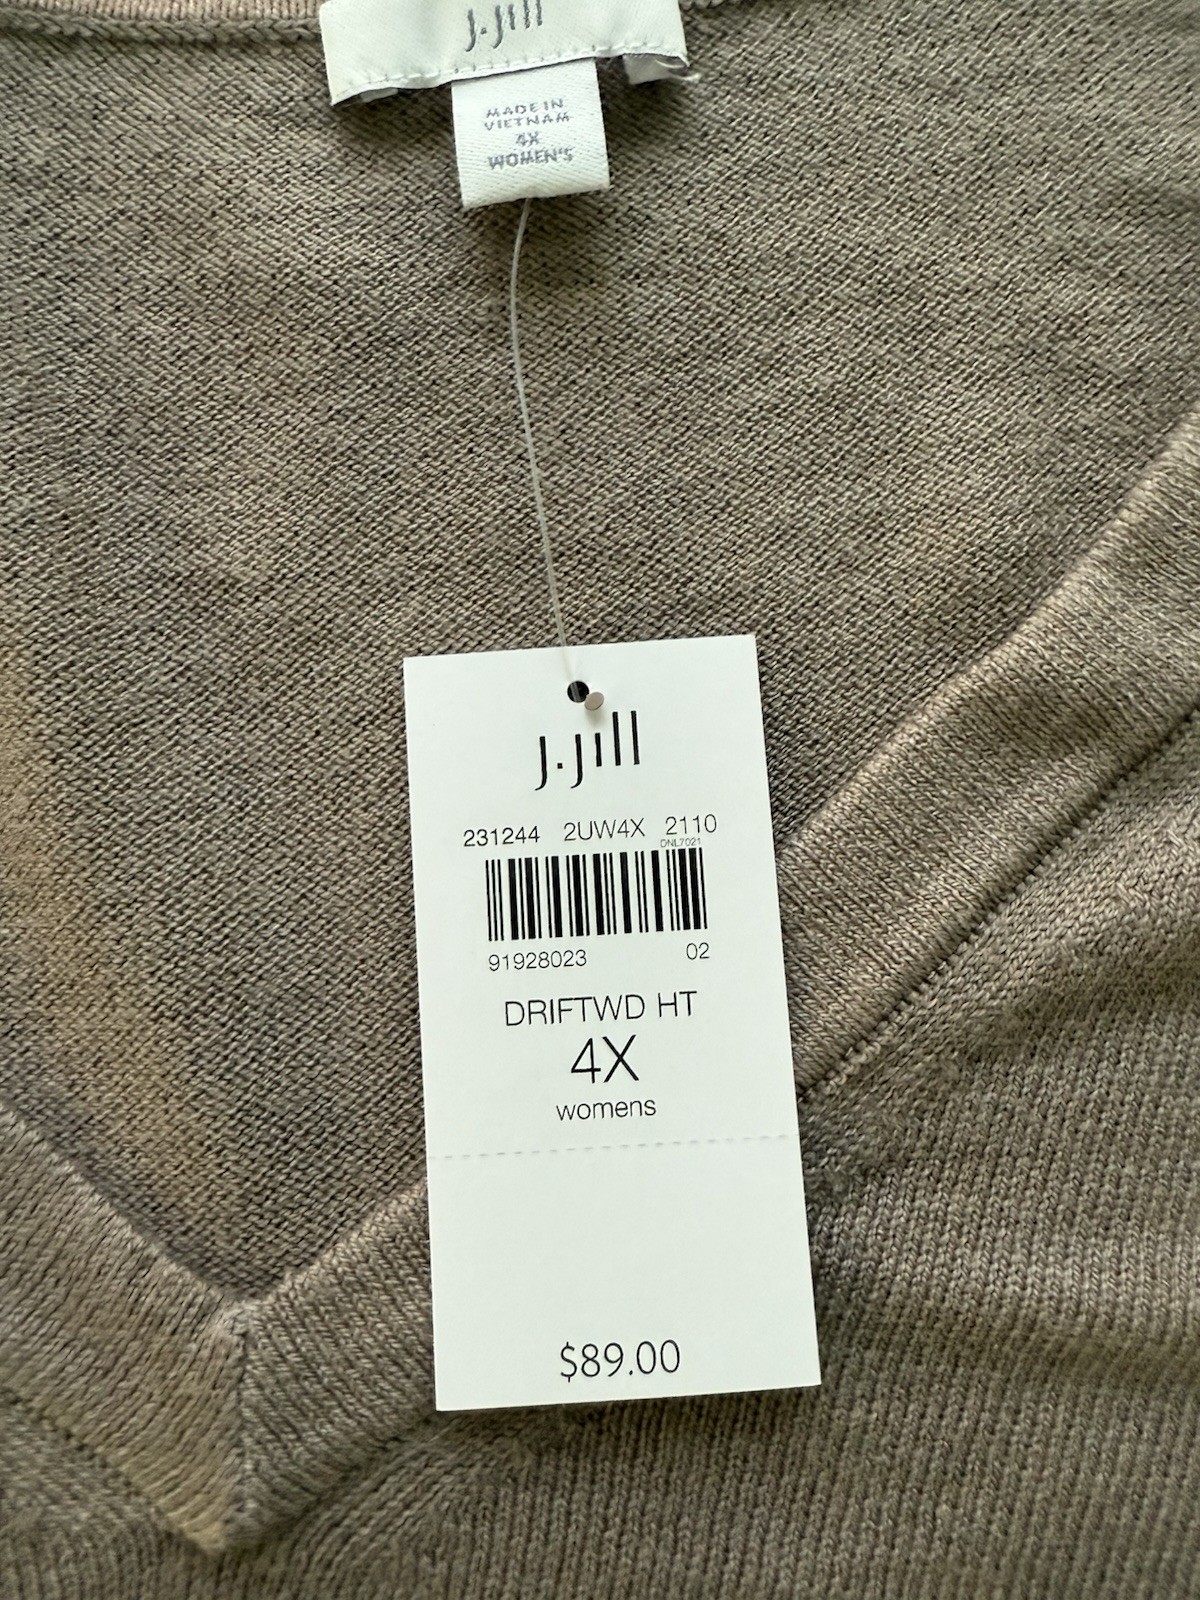 J.Jill
MADE IN
VIETNAM
4X
WOMEN'S
J.Jill
231244 2UW4X 2110
DNL7021
91928023 02
DRIFTWD HT
4X
womens
$89.00